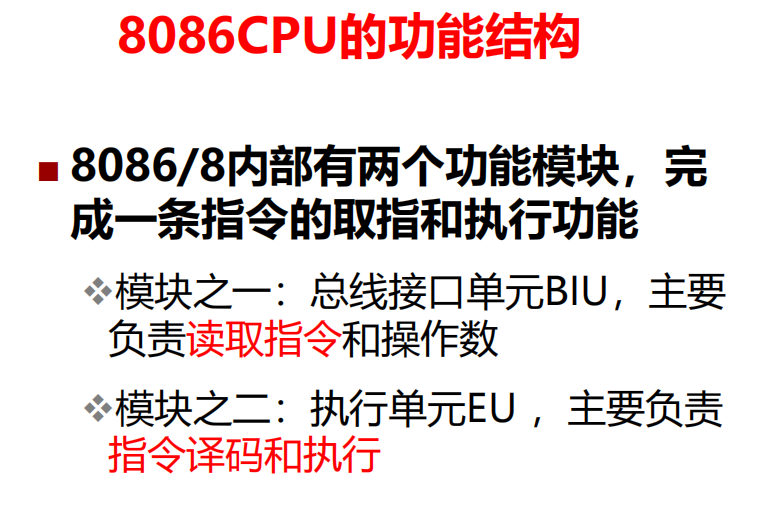 8086CPU的功能结构
8086/8内部有两个功能模块，完
成一条指令的取指和执行功能
模块之一：总线接口单元BIU，主要
负责读取指令和操作数
模块之二：执行单元EU ，主要负责
指令译码和执行